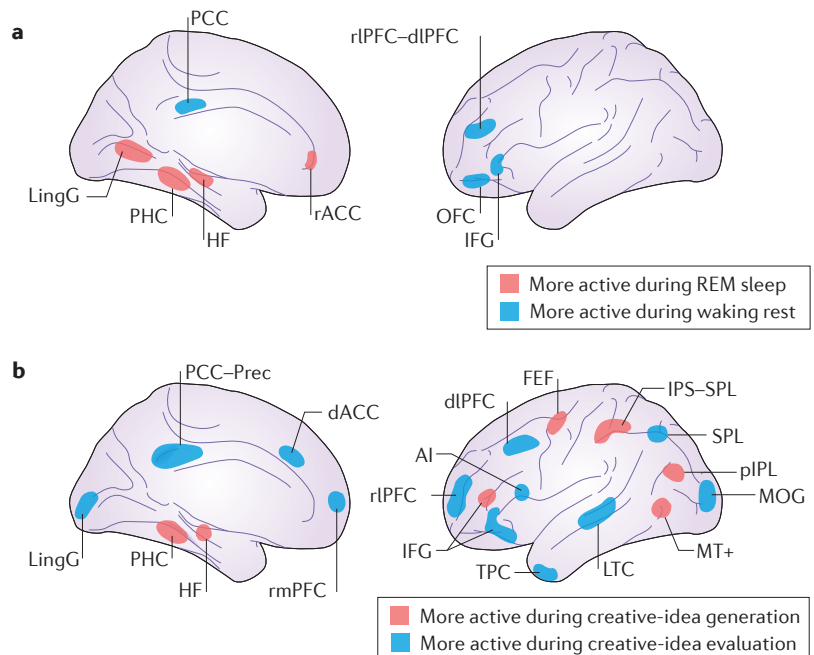 a
PCC
rlPFC–dlPFC
LingG
PHC
HF
rACC
OFC
IFG
More active during REM sleep
More active during waking rest
b
PCC–Prec
dACC
LingG
PHC
HF
rmPFC
FEF
IPS–SPL
dlPFC
SPL
AI
pIPL
rlPFC
MOG
IFG
MT+
TPC
LTC
More active during creative-idea generation
More active during creative-idea evaluation